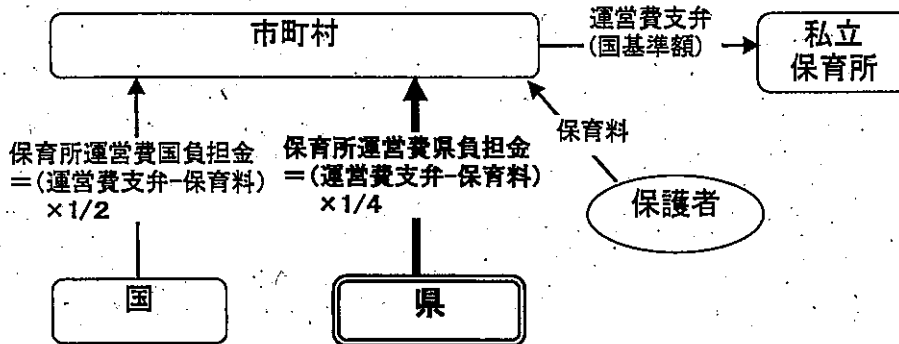 市町村
運営費支弁
(国基準額)
私立
保育所
保育所運営費国負担金
=(運営費支弁-保育料)
×1/2
保育所運営費県負担金
=(運営費支弁-保育料)
×1/4
保育料
保護者
国
県